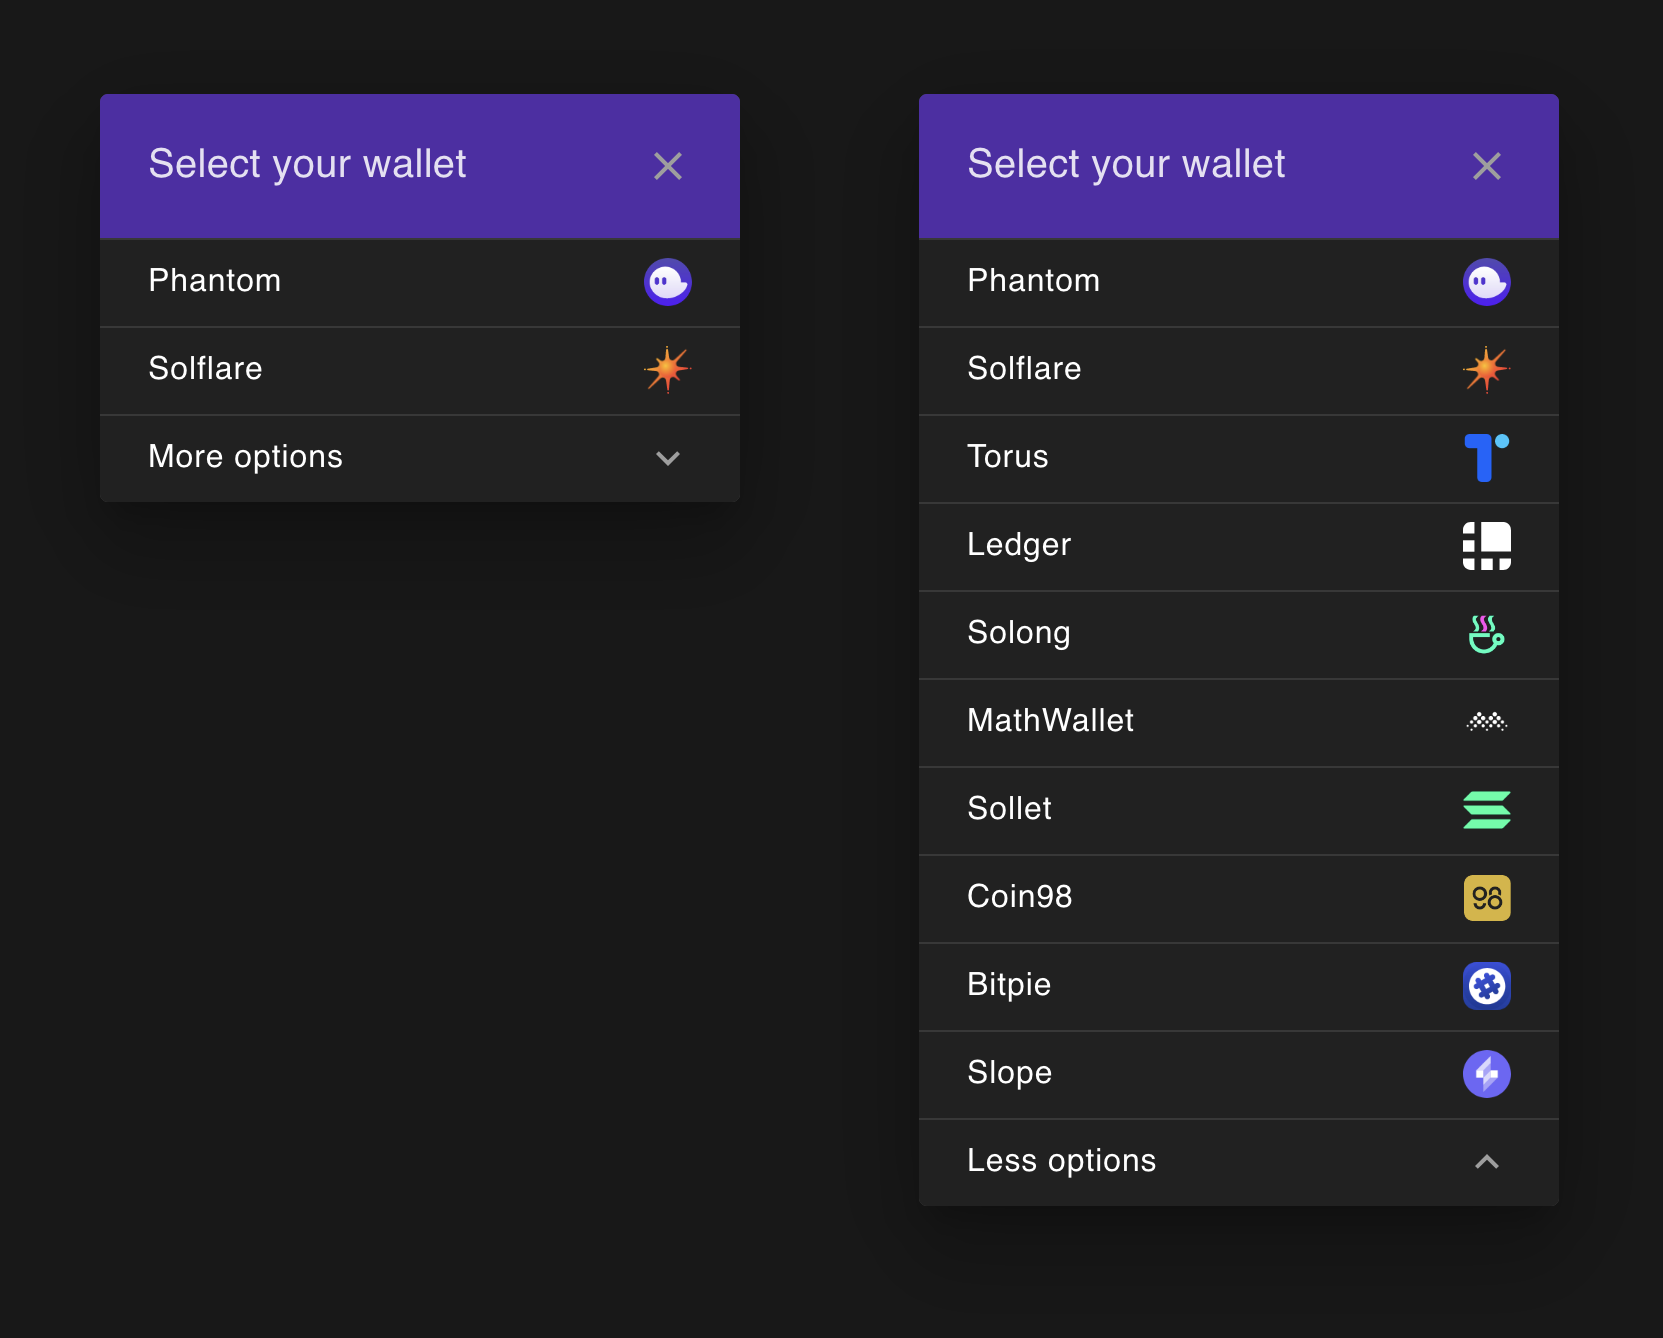 Select your wallet
Phantom
Solflare
More options
Select your wallet
Phantom
Solflare
Torus
Ledger
Solong
MathWallet
Sollet
Coin98
98
Bitpie
Slope
Less options